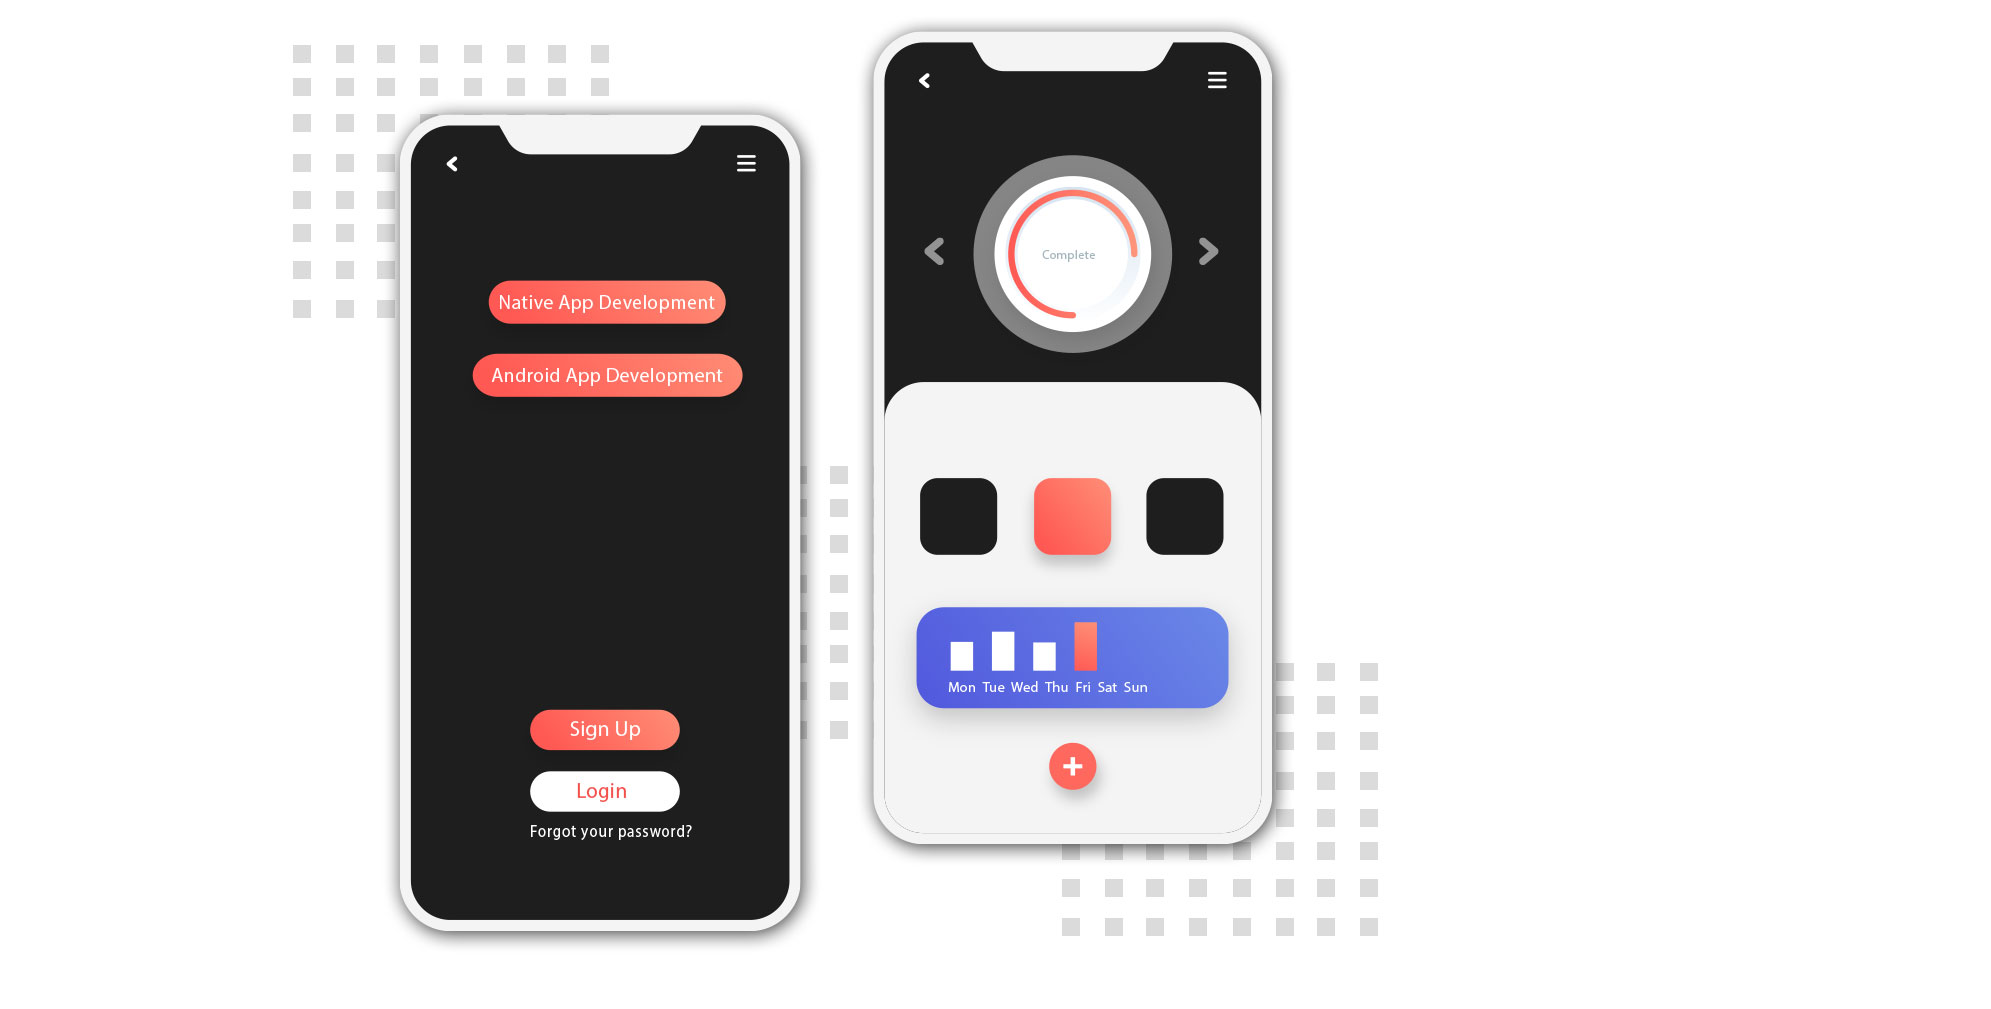 Native App Development
Android App Development
Sign Up
Login
Forgot your password?
Complete
Mon Tue Wed Thu Fri Sat Sun